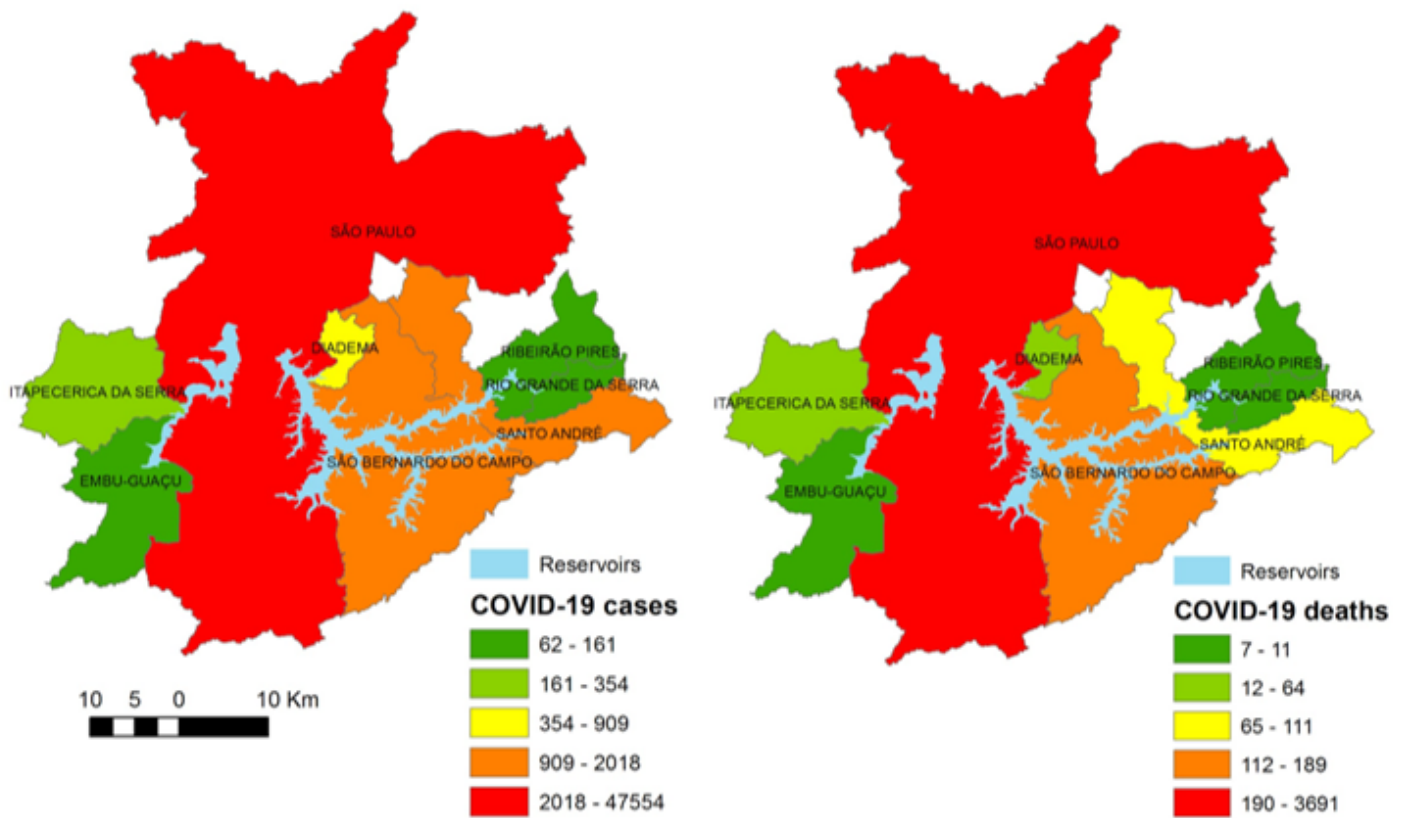 SÃO PAULO
DIADEMA
RIBEIRÃO PIRES
RIO GRANDE DA SERRA
ITAPECERICA DA SERRA
SANTO ANDRÉ
SÃO BERNARDO DO CAMPO
EMBU-GUAÇU
Reservoirs
COVID-19 cases
62 - 161
161 - 354
354 - 909
909 - 2018
2018 - 47554
10 5 0 10 Km
SÃO PAULO
DIADEMA
RIBEIRÃO PIRES
RIO GRANDE DA SERRA
ITAPECERICA DA SERRA
SANTO ANDRÉ
SÃO BERNARDO DO CAMPO
EMBU-GUAÇU
Reservoirs
COVID-19 deaths
7 - 11
12 - 64
65 - 111
112 - 189
190 - 3691